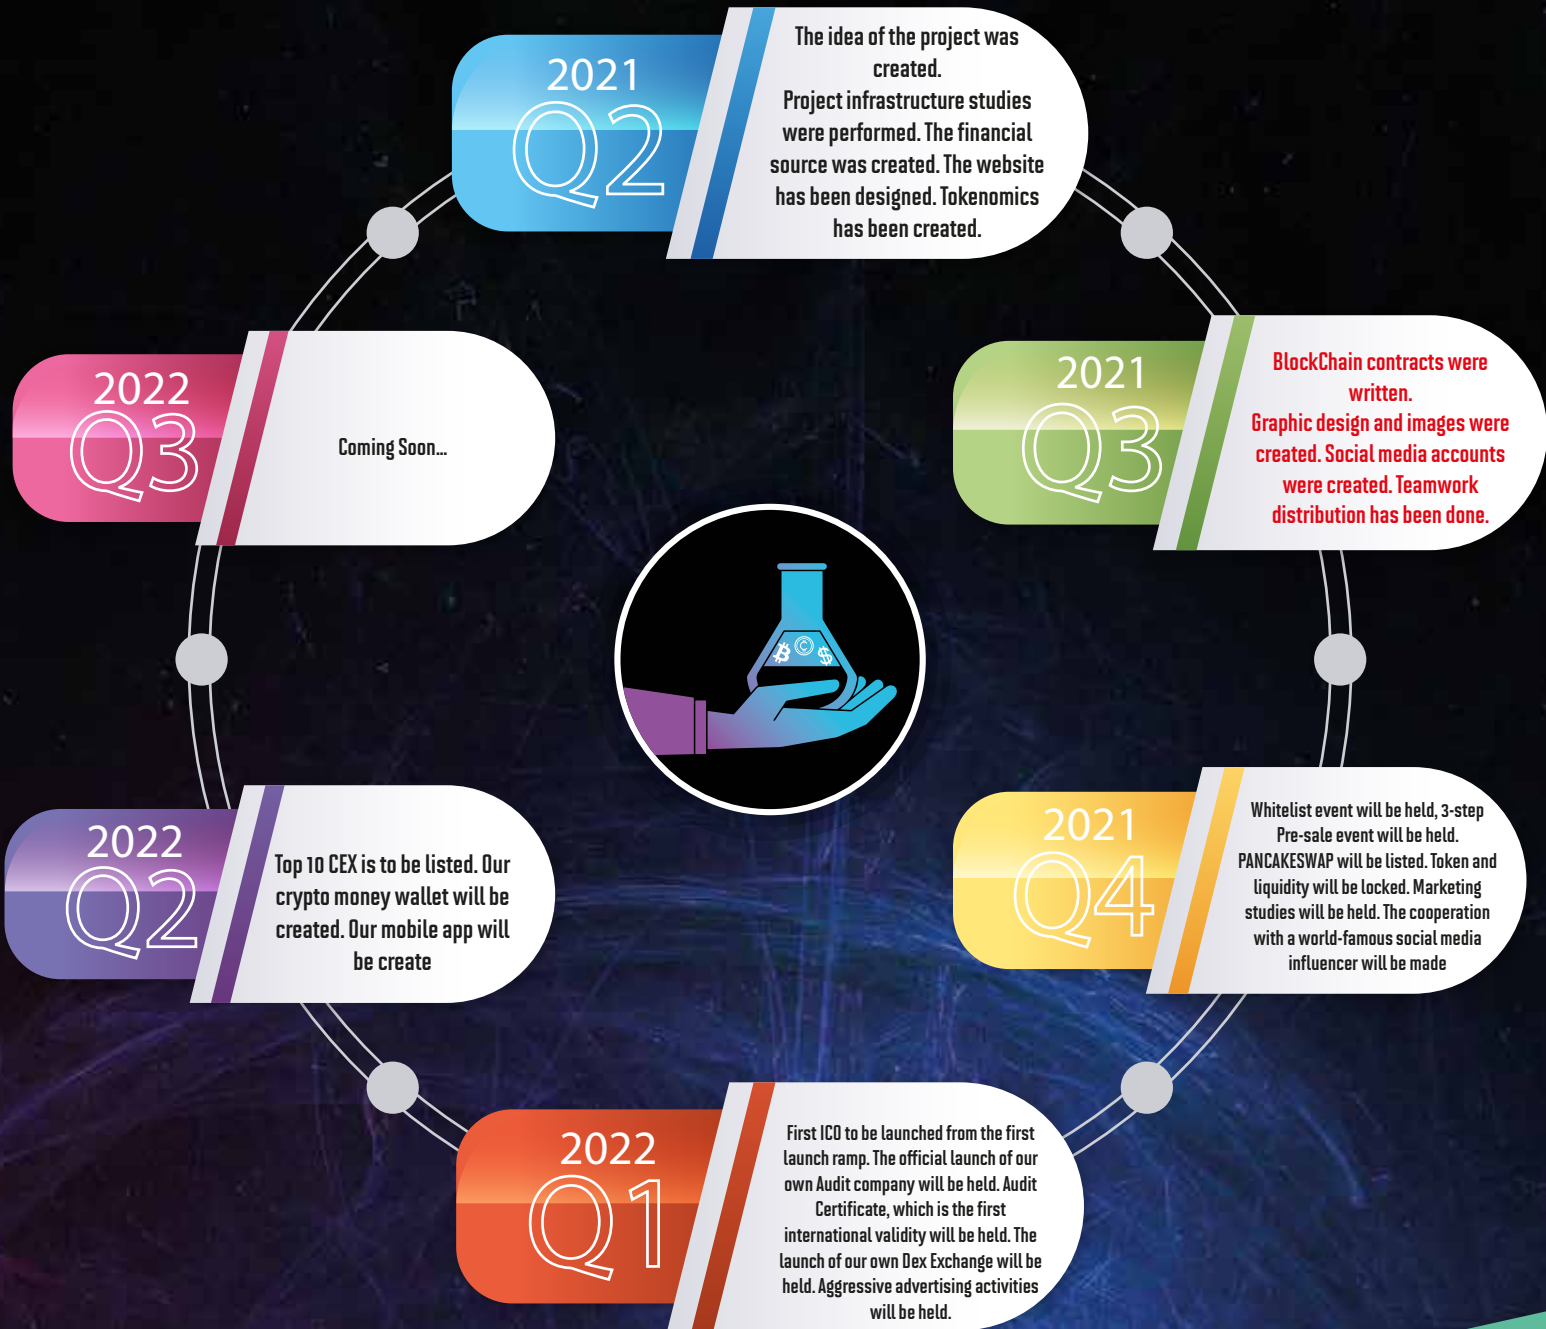 2021
Q2
The idea of the project was
created.
Project infrastructure studies
were performed. The financial
source was created. The website
has been designed. Tokenomics
has been created.
2021
Q3
BlockChain contracts were
written.
Graphic design and images were
created. Social media accounts
were created. Teamwork
distribution has been done.
2021
Q4
Whitelist event will be held, 3-step
Pre-sale event will be held.
PANCAKESWAP will be listed. Token and
liquidity will be locked. Marketing
studies will be held. The cooperation
with a world-famous social media
influencer will be made
2022
Q1
First ICO to be launched from the first
launch ramp. The official launch of our
own Audit company will be held. Audit
Certificate, which is the first
international validity will be held. The
launch of our own Dex Exchange will be
held. Aggressive advertising activities
will be held.
2022
Q2
Top 10 CEX is to be listed. Our
crypto money wallet will be
created. Our mobile app will
be create
2022
Q3
Coming Soon...
₿ © $